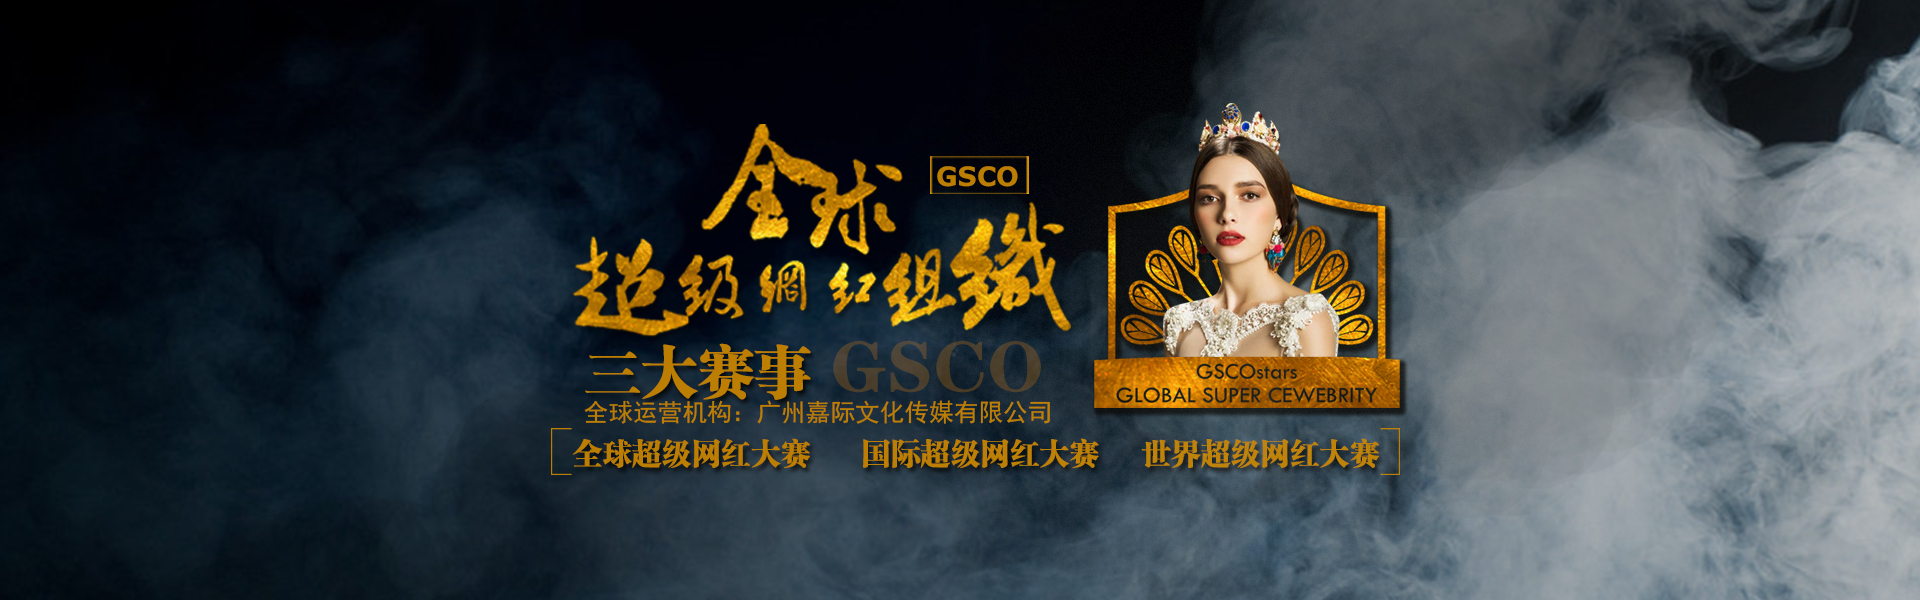 全球
GSCO
超级網红组織
三大赛事 GSCO
全球运营机构：广州嘉际文化传媒有限公司
全球超级网红大赛 国际超级网红大赛 世界超级网红大赛
GSCOstars
GLOBAL SUPER CEWEBRITY